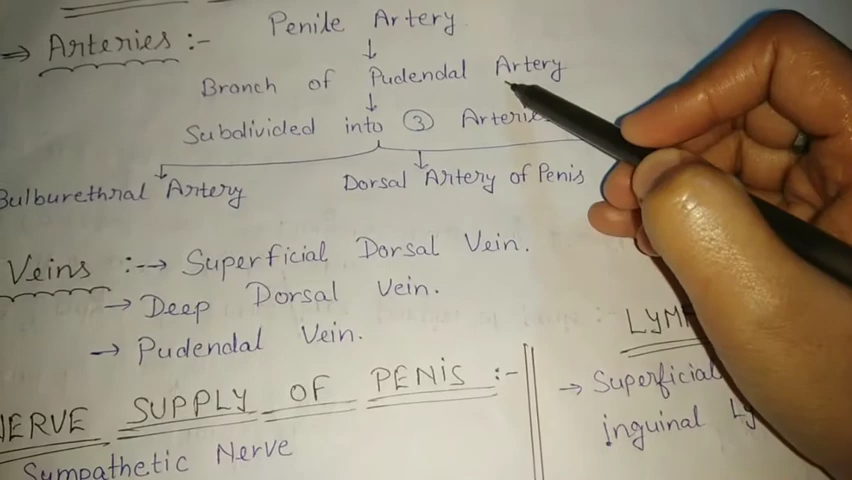 ⇒ Arteries :- Penile Artery
↓
Branch of Pudendal Artery
↓
Subdivided into ③
Bulburethral Artery Dorsal Artery of Penis
Veins :--→ Superficial Dorsal Vein.
→ Deep Dorsal Vein.
→ Pudendal Vein.
SUPPLY OF PENIS :-
Sympathetic Nerve
→ Superficial
inguinal